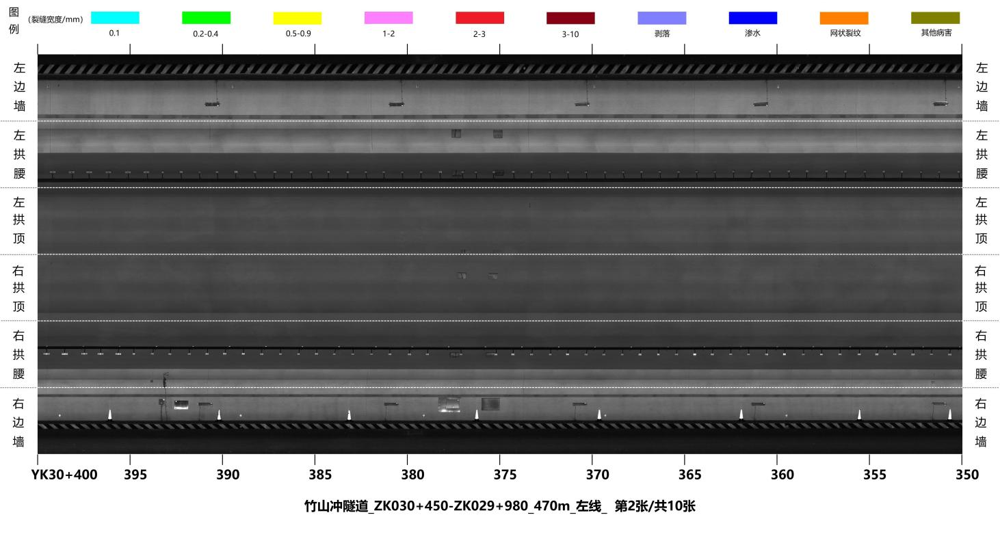 图例 (裂缝宽度/mm)
0.1 0.2-0.4 0.5-0.9 1-2 2-3 3-10 剥落 渗水 网状裂纹 其他病害
左边墙 左边墙
左拱腰 左拱腰
左拱顶 左拱顶
右拱顶 右拱顶
右拱腰 右拱腰
右边墙 右边墙
YK30+400 395 390 385 380 375 370 365 360 355 350
竹山冲隧道_ZK030+450-ZK029+980_470m_左线_ 第2张/共10张